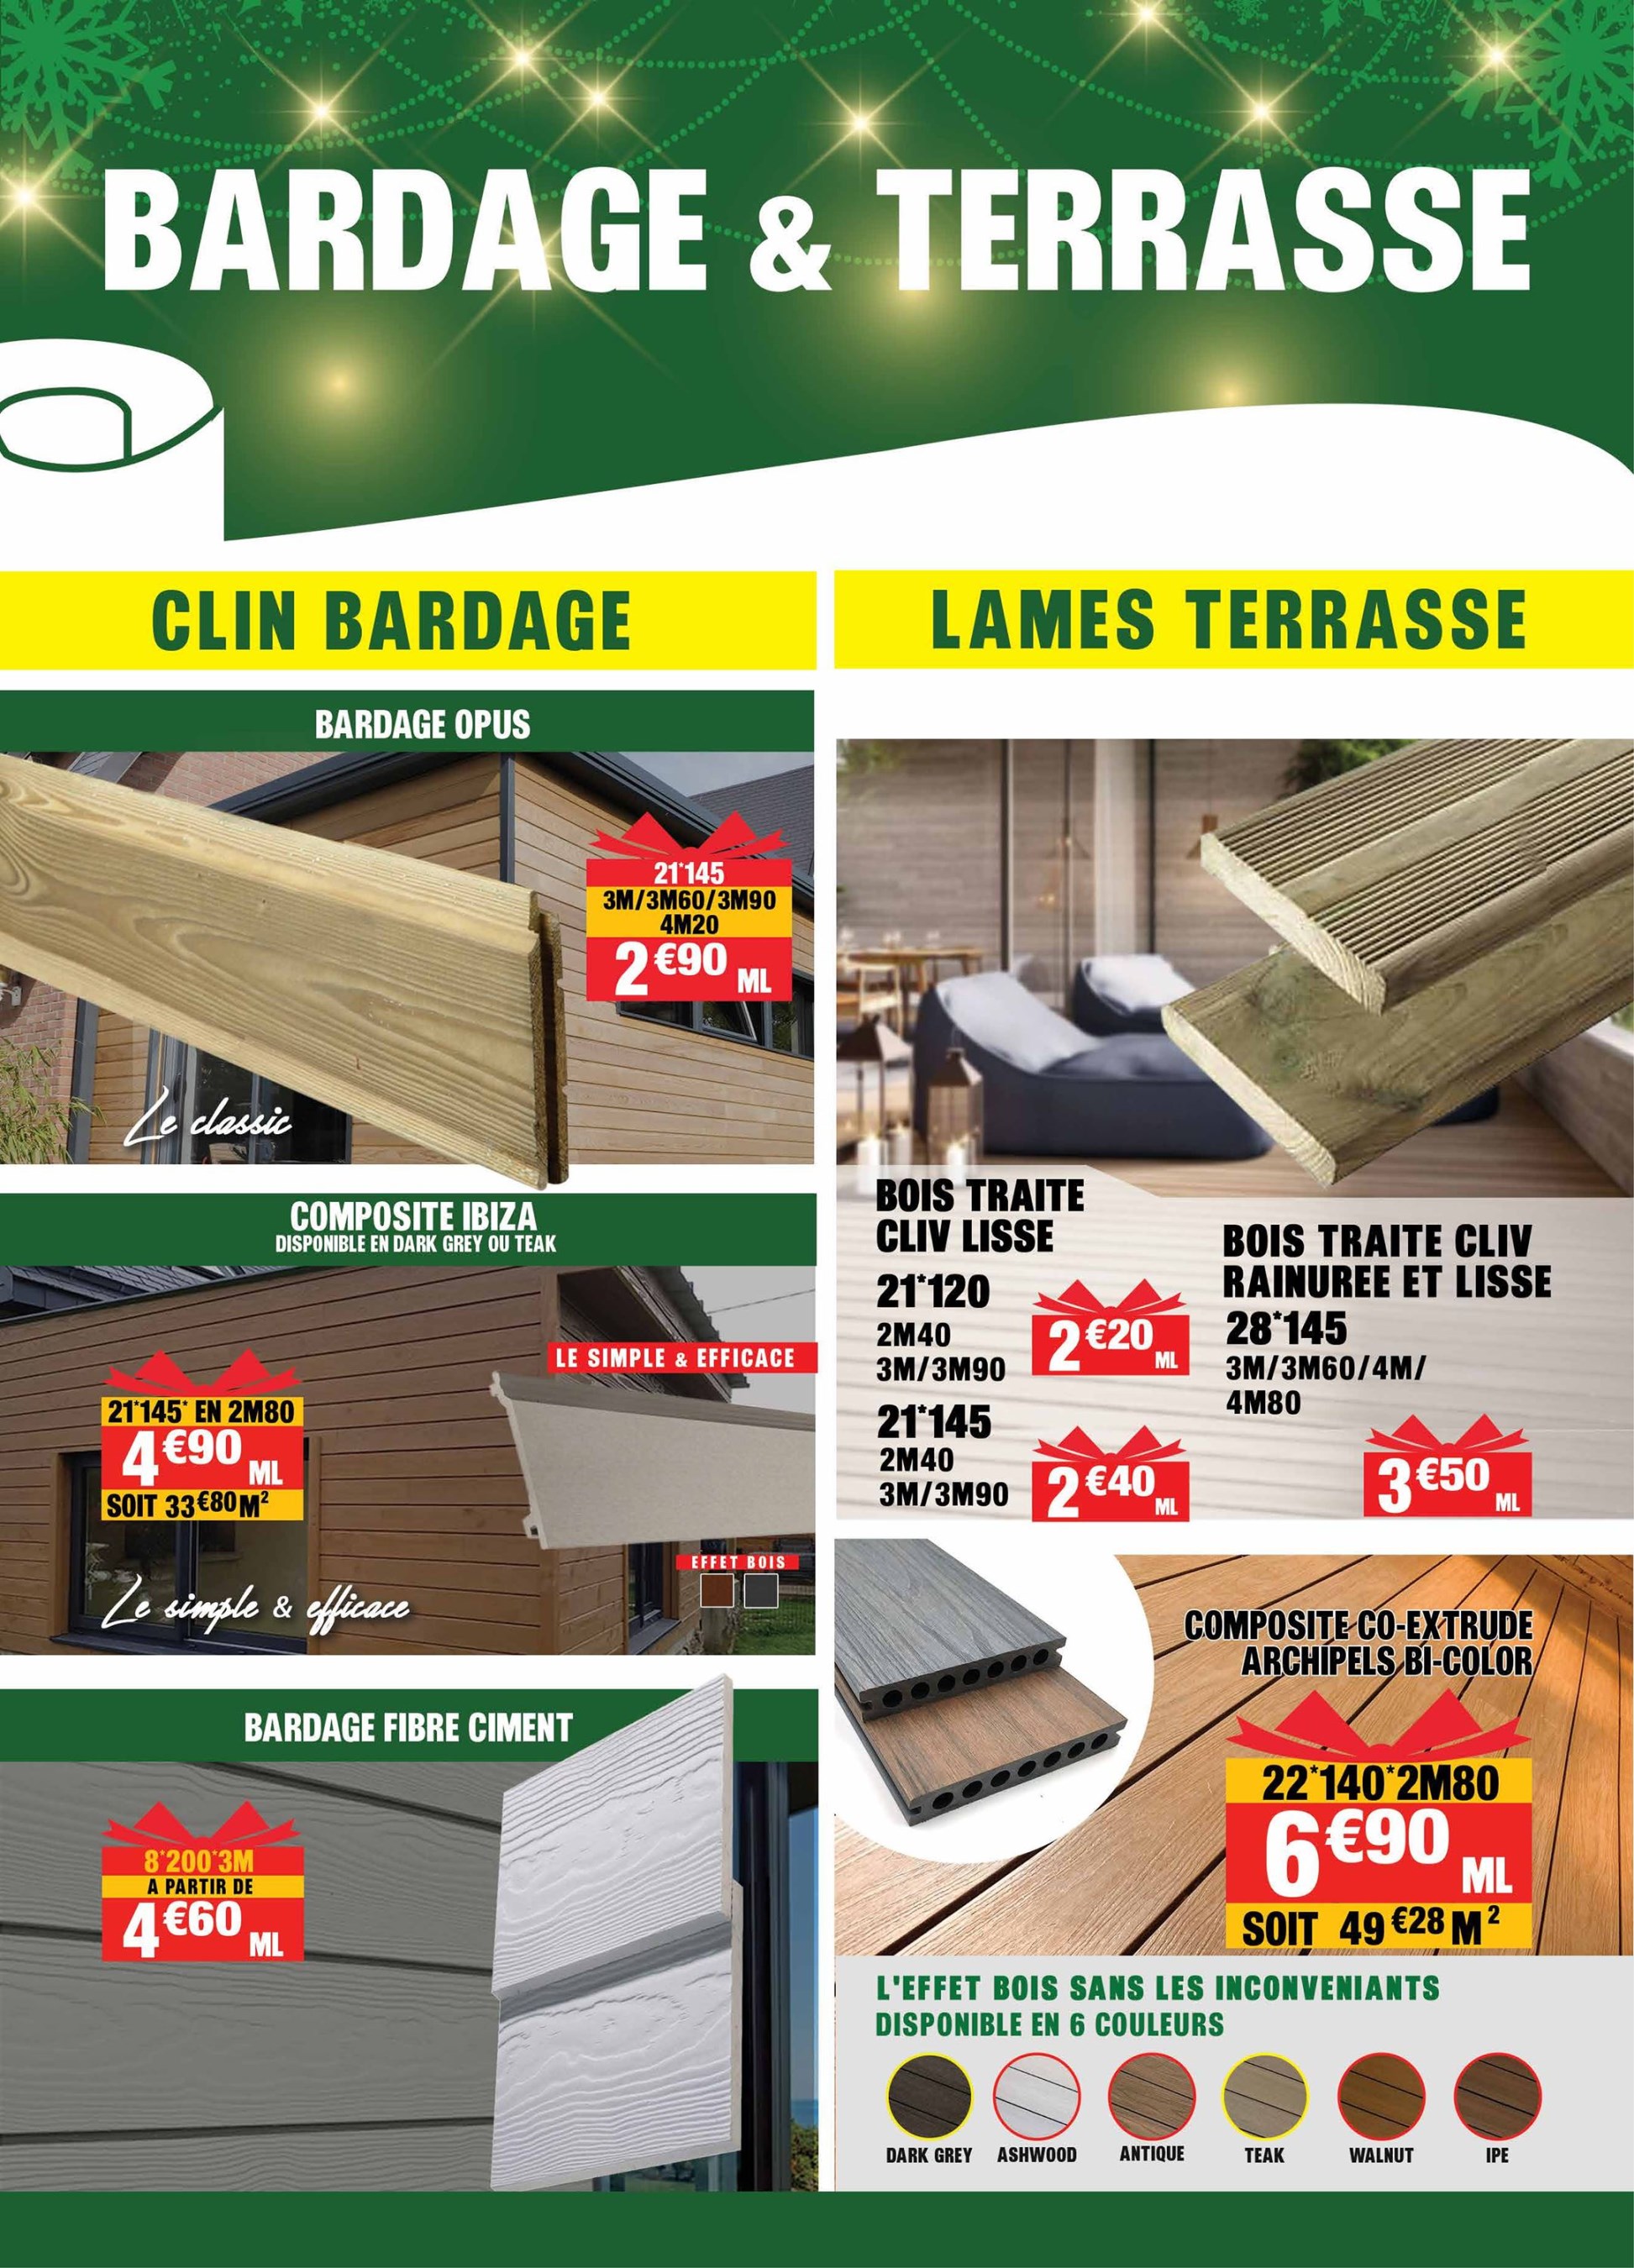 BARDAGE & TERRASSE
CLIN BARDAGE
BARDAGE OPUS
21*145
3M/3M60/3M90
4M20
2€90 ML
Le classic
COMPOSITE IBIZA
DISPONIBLE EN DARK GREY OU TEAK
LE SIMPLE & EFFICACE
21*145* EN 2M80
4€90 ML
SOIT 33€80M²
EFFET BOIS
Le simple & efficace
BARDAGE FIBRE CIMENT
8*200*3M
A PARTIR DE
4€60 ML
LAMES TERRASSE
BOIS TRAITE
CLIV LISSE
21*120
2M40
3M/3M90
2€20 ML
21*145
2M40
3M/3M90
2€40 ML
BOIS TRAITE CLIV
RAINUREE ET LISSE
28*145
3M/3M60/4M/
4M80
3€50 ML
COMPOSITE CO-EXTRUDE
ARCHIPELS BI-COLOR
22*140*2M80
6€90 ML
SOIT 49€28M²
L'EFFET BOIS SANS LES INCONVENIANTS
DISPONIBLE EN 6 COULEURS
DARK GREY ASHWOOD ANTIQUE TEAK WALNUT IPE